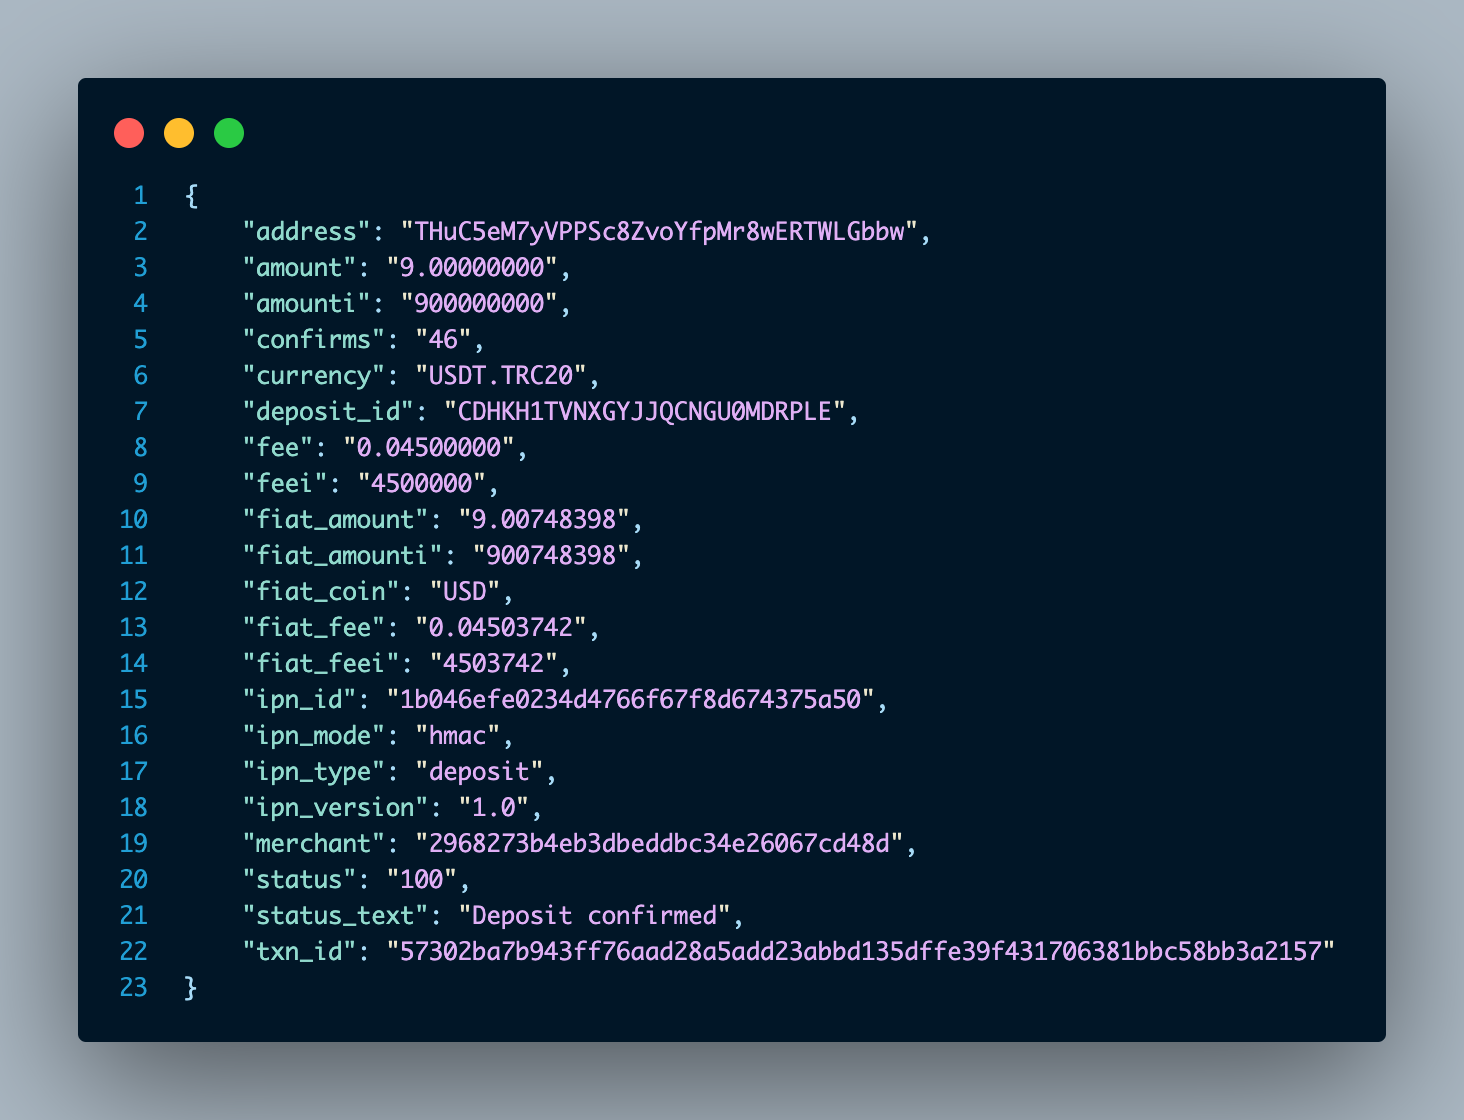 1 {
2 "address": "THuC5eM7yVPPSc8ZvoYfpMr8wERTWLGbbw",
3 "amount": "9.00000000",
4 "amounti": "900000000",
5 "confirms": "46",
6 "currency": "USDT.TRC20",
7 "deposit_id": "CDHKH1TVNXGYJJQCNGU0MDRPLE",
8 "fee": "0.04500000",
9 "feei": "4500000",
10 "fiat_amount": "9.00748398",
11 "fiat_amounti": "900748398",
12 "fiat_coin": "USD",
13 "fiat_fee": "0.04503742",
14 "fiat_feei": "4503742",
15 "ipn_id": "1b046efe0234d4766f67f8d674375a50",
16 "ipn_mode": "hmac",
17 "ipn_type": "deposit",
18 "ipn_version": "1.0",
19 "merchant": "2968273b4eb3dbeddbc34e26067cd48d",
20 "status": "100",
21 "status_text": "Deposit confirmed",
22 "txn_id": "57302ba7b943ff76aad28a5add23abbd135dffe39f431706381bbc58bb3a2157"
23 }